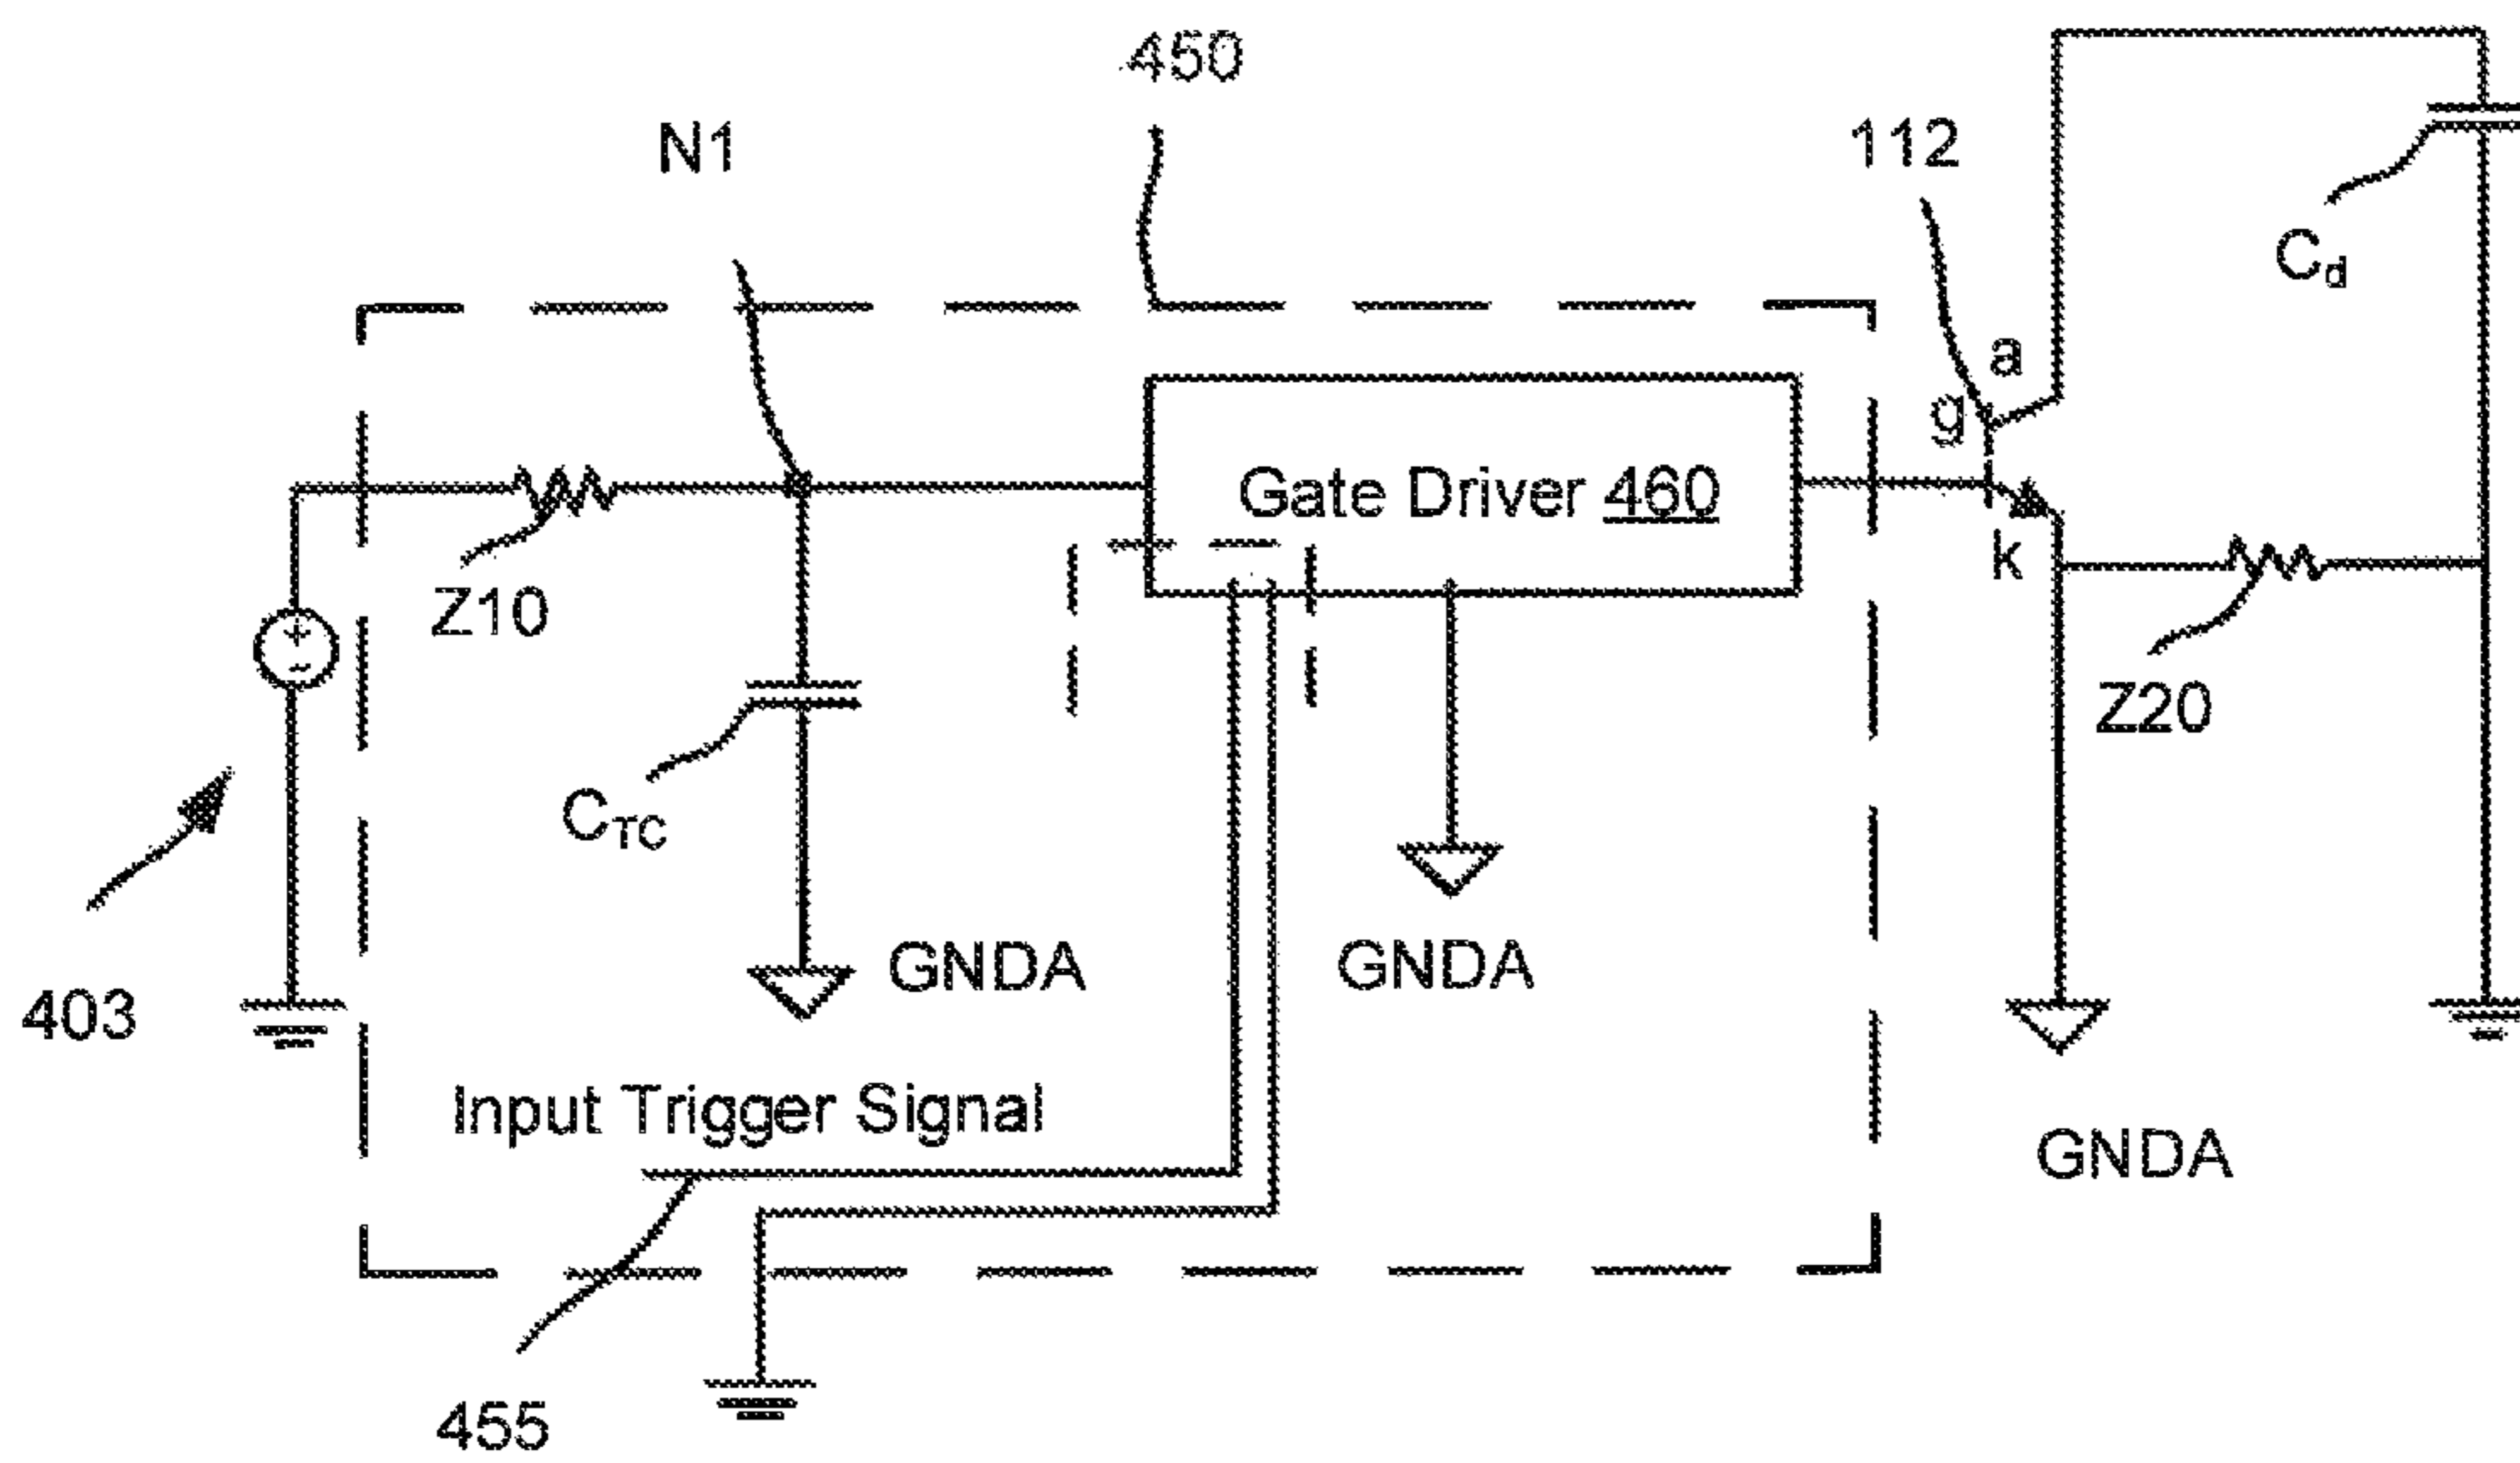 450
N1
112
Cd
a
g
Gate Driver 460
k
Z10
+
-
Z20
CTC
GNDA
GNDA
403
Input Trigger Signal
GNDA
455